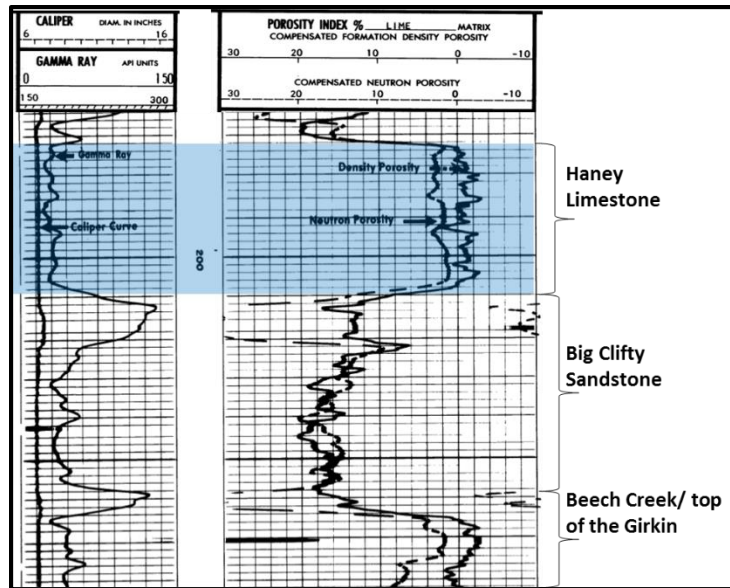 CALIPER DIAM. IN INCHES
6 16
GAMMA RAY API UNITS
0 150
150 300
POROSITY INDEX % LIME MATRIX
COMPENSATED FORMATION DENSITY POROSITY
30 20 10 0 -10
COMPENSATED NEUTRON POROSITY
30 20 10 0 -10
Gamma Ray
Density Porosity
Neutron Porosity
Caliper Curve
200
Haney
Limestone
Big Clifty
Sandstone
Beech Creek/ top
of the Girkin